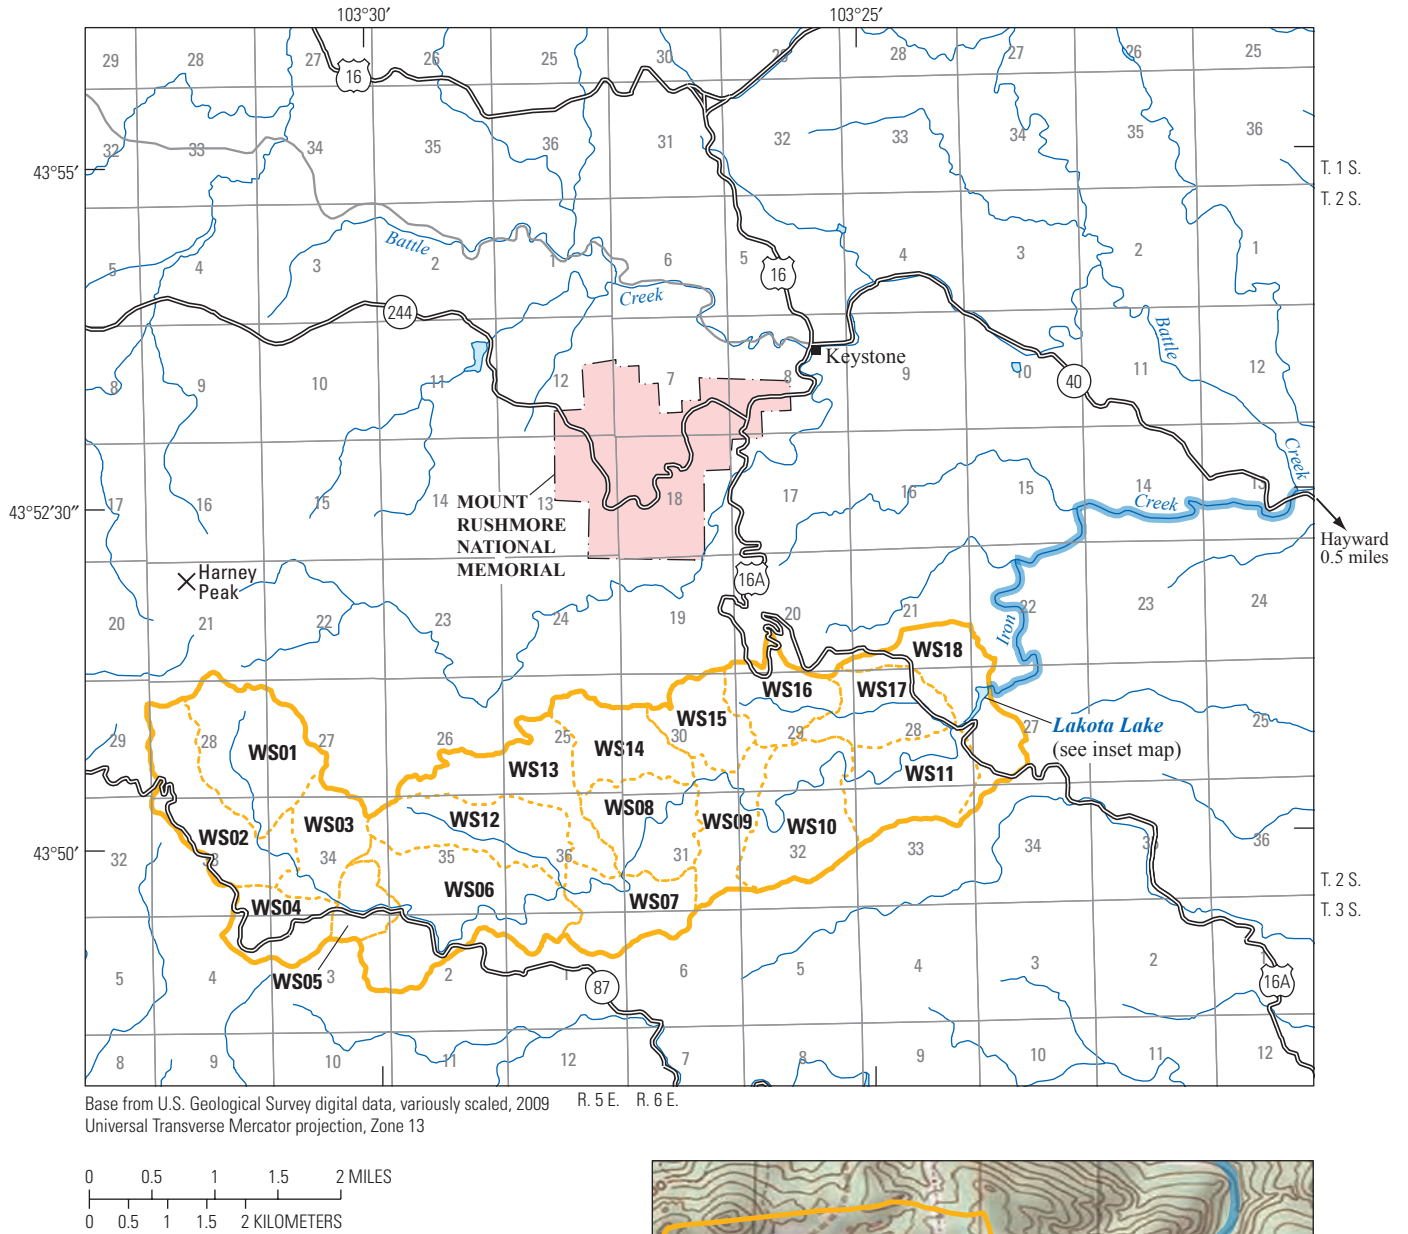 103°30′ 103°25′
29 28 27 26 25 30 29 28 27 26 25
16
32 33 34 35 36 31 32 33 34 35 36
43°55′
T. 1 S.
T. 2 S.
Battle
5 4 3 2 1 6 5 4 3 2 1
16
Creek
244
Battle
Keystone
8 9 10 11 12 7 8 9 10 11 12
40
Creek
17 16 15 14 13 18 17 16 15 14 13
MOUNT
RUSHMORE
NATIONAL
MEMORIAL
Creek
43°52′30″
Hayward
0.5 miles
Harney
Peak
16A
20 21 22 23 24 19 20 21 22 23 24
Iron
WS18
WS16 WS17
WS15
Lakota Lake
(see inset map)
29 28 27 26 25 30 29 28 27 25
WS01
WS14
WS13
WS11
WS08
WS12 WS09
WS03 WS10
WS02
43°50′
32 33 34 35 36 31 32 33 34 35 36
WS06
T. 2 S.
WS04 WS07
T. 3 S.
5 4 3 2 1 6 5 4 3 2 1
WS05
87
16A
8 9 10 11 12 7 8 9 10 11 12
Base from U.S. Geological Survey digital data, variously scaled, 2009
R. 5 E. R. 6 E.
Universal Transverse Mercator projection, Zone 13
0 0.5 1 1.5 2 MILES
0 0.5 1 1.5 2 KILOMETERS